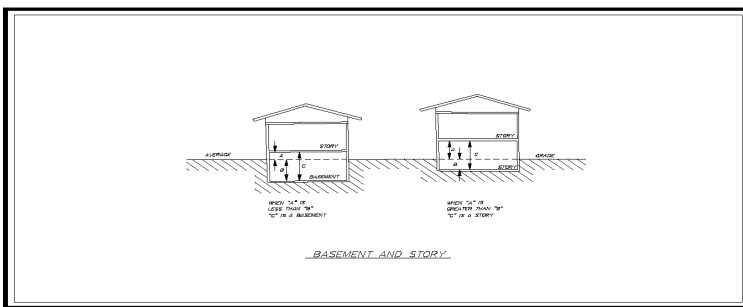 STORY
STORY
A
C
B
STORY
AVERAGE
A
GRADE
B
C
STORY
BASEMENT
WHEN "A" IS
LESS THAN "B"
"C" IS A BASEMENT
WHEN "A" IS
GREATER THAN "B"
"C" IS A STORY
BASEMENT AND STORY